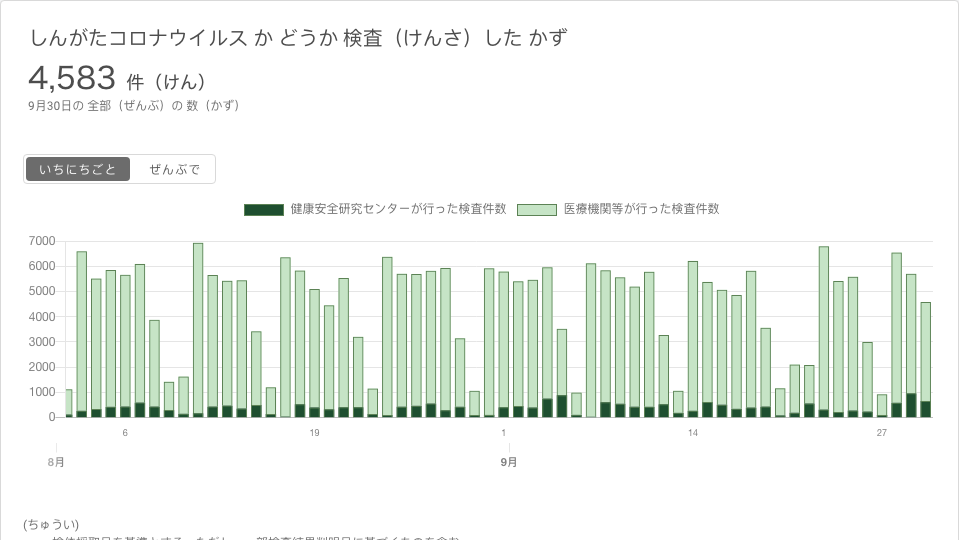 しんがたコロナウイルス か どうか 検査（けんさ）した かず
4,583 件（けん）
9月30日の 全部（ぜんぶ）の 数（かず）
いちにちごと ぜんぶで
健康安全研究センターが行った検査件数 医療機関等が行った検査件数
7000
6000
5000
4000
3000
2000
1000
0
6 19 1 14 27
8月 9月
(ちゅうい)